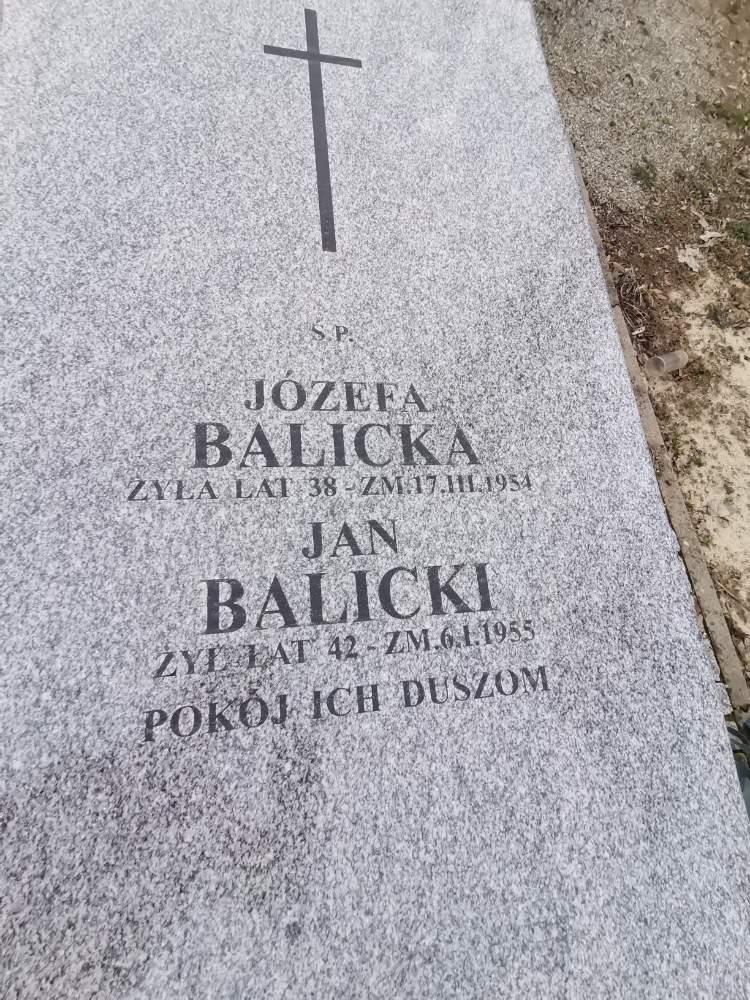 Ś.P.
JÓZEFA
BALICKA
ŻYŁA LAT 38 - ZM.17.III.1954
JAN
BALICKI
ŻYŁ LAT 42 - ZM.6.I.1955
POKÓJ ICH DUSZOM